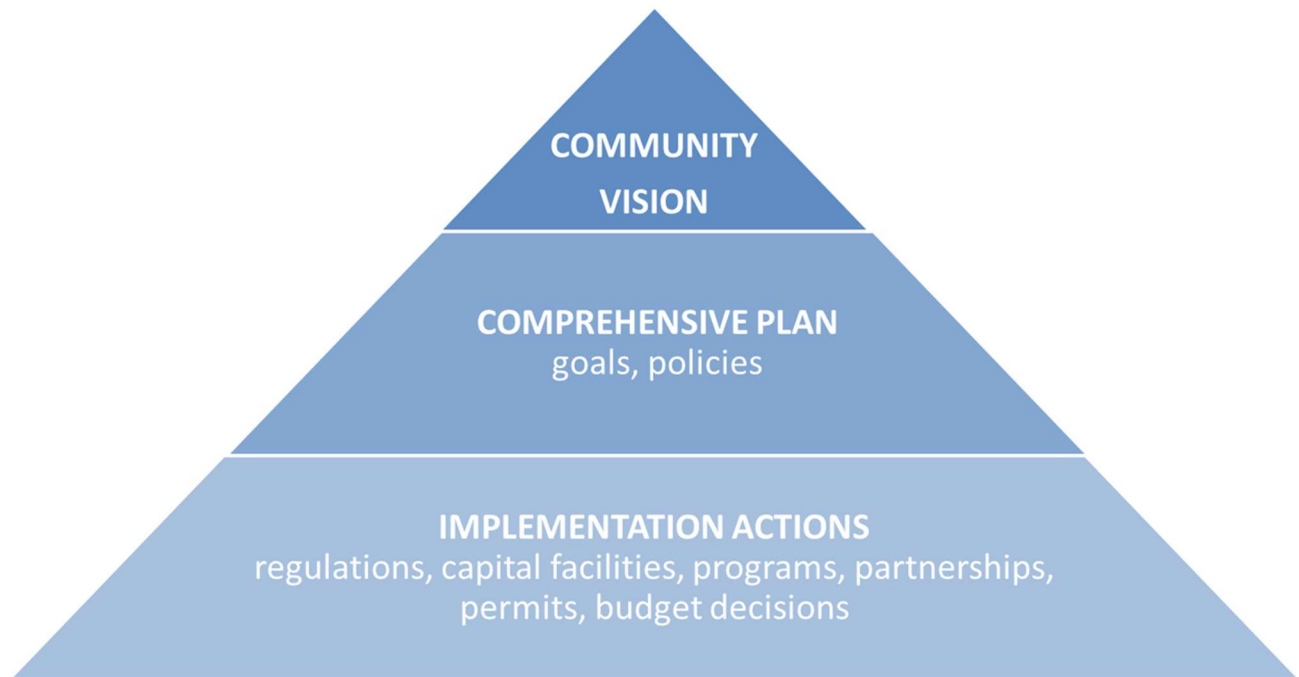 COMMUNITY
VISION
COMPREHENSIVE PLAN
goals, policies
IMPLEMENTATION ACTIONS
regulations, capital facilities, programs, partnerships,
permits, budget decisions